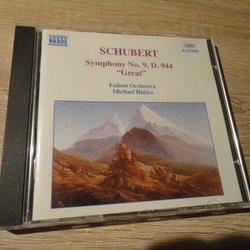 NAXOS
SCHUBERT
Symphony No. 9, D. 944
"Great"
Failoni Orchestra
Michael Halász